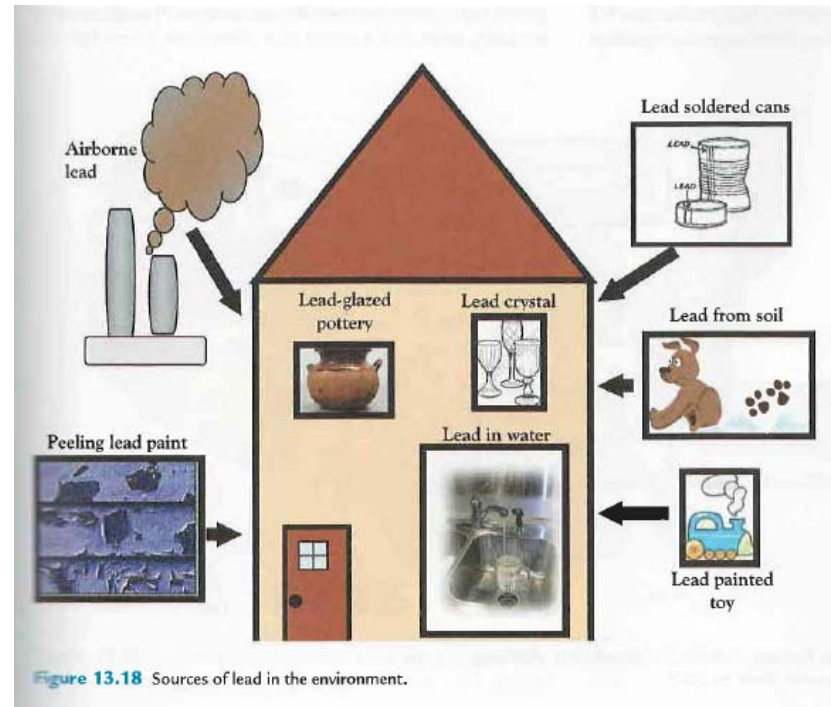 Airborne
lead
Lead soldered cans
LEAD
LEAD
Lead-glazed
pottery
Lead crystal
Lead from soil
Peeling lead paint
Lead in water
Lead painted
toy
Figure 13.18 Sources of lead in the environment.